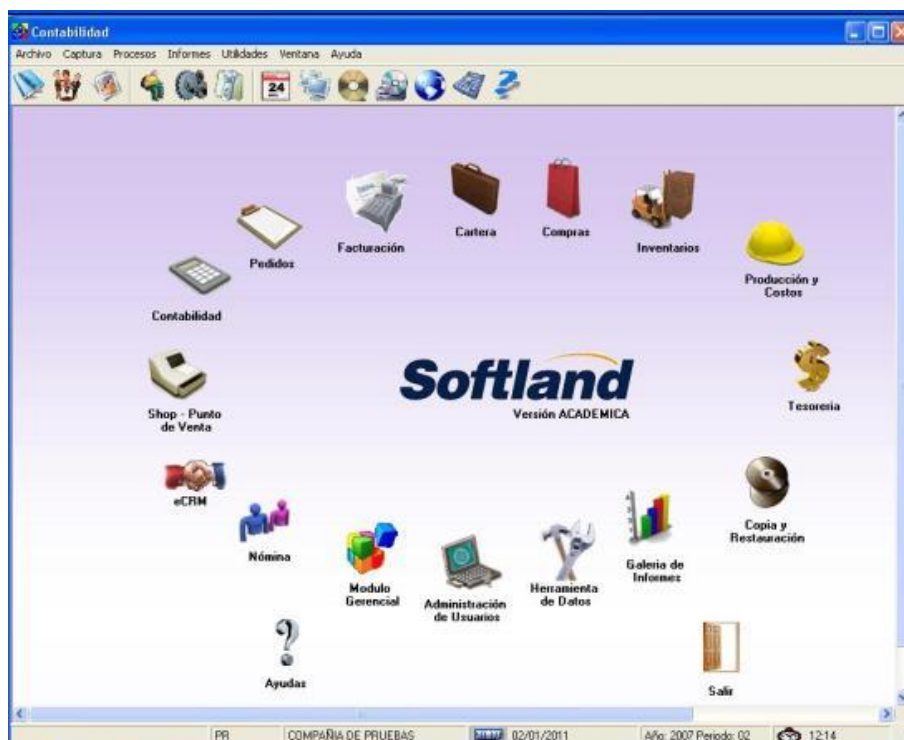 Contabilidad
Archivo Captura Procesos Informes Utilidades Ventana Ayuda
24
Cartera
Compras
Facturación
Inventarios
Pedidos
Producción y
Costos
Contabilidad
Softland
Versión ACADEMICA
Tesoreria
Shop - Punto
de Venta
eCRM
Copia y
Restauración
Nómina
Galeria de
Informes
Modulo
Gerencial
Herramienta
de Datos
Administración
de Usuarios
Ayudas
Salir
PR COMPAÑIA DE PRUEBAS 02/01/2011 Año: 2007 Periodo: 02 12:14